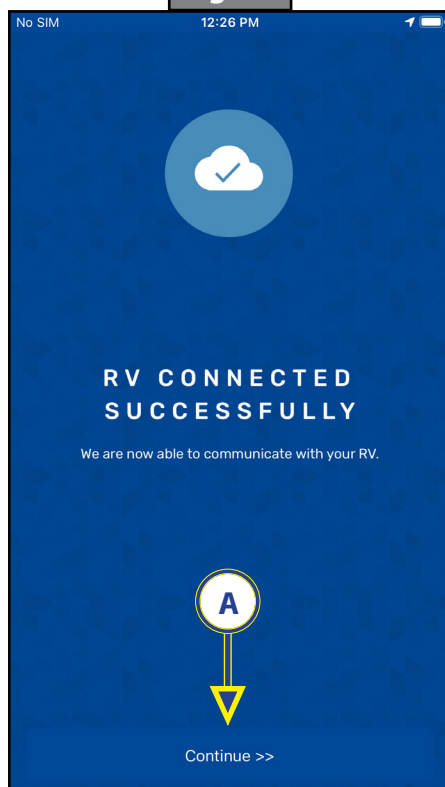 No SIM 12:26 PM
RV CONNECTED
SUCCESSFULLY
We are now able to communicate with your RV.
A
Continue >>